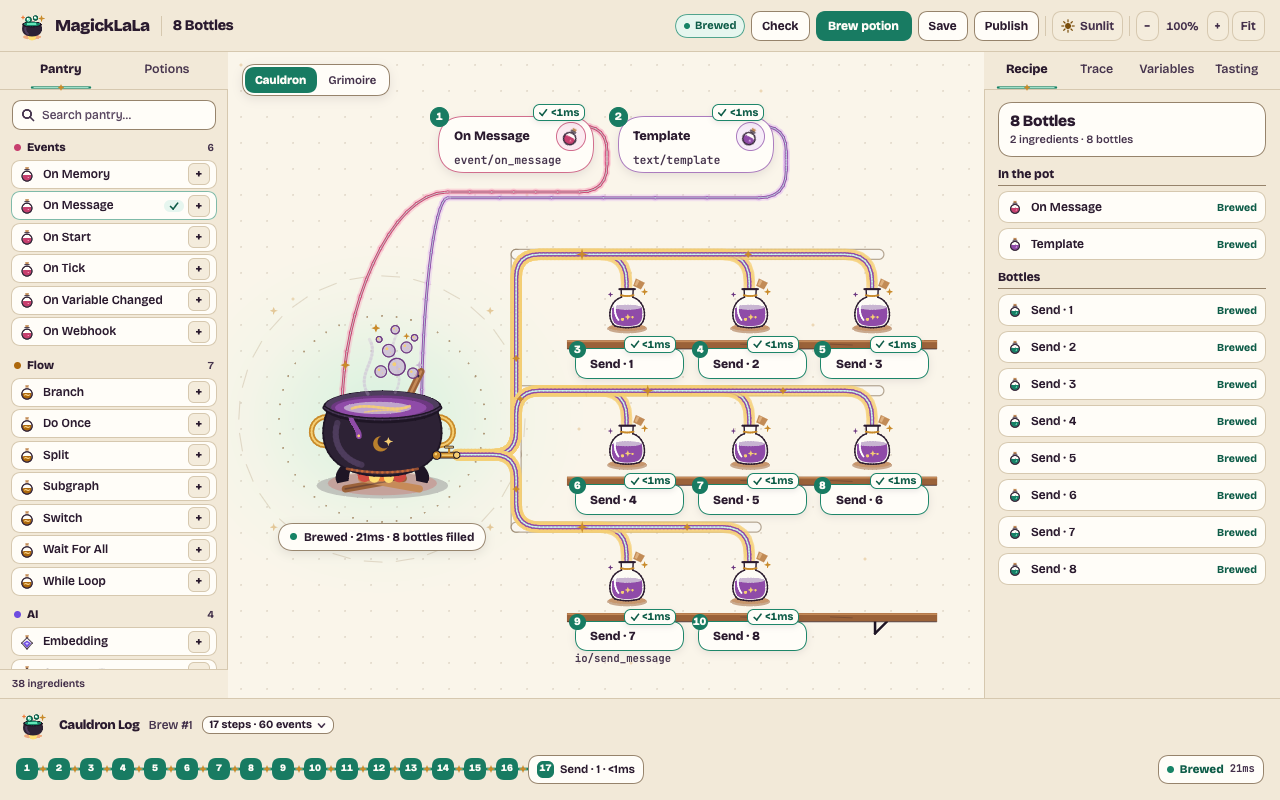 MagickLaLa
8 Bottles
Brewed
Check
Brew potion
Save
Publish
Sunlit
−
100%
+
Fit
Pantry
Potions
Search pantry...
Events 6
On Memory +
On Message +
On Start +
On Tick +
On Variable Changed +
On Webhook +
Flow 7
Branch +
Do Once +
Split +
Subgraph +
Switch +
Wait For All +
While Loop +
AI 4
Embedding +
38 ingredients
Cauldron
Grimoire
1
<1ms
On Message
event/on_message
2
<1ms
Template
text/template
3
<1ms
Send · 1
4
<1ms
Send · 2
5
<1ms
Send · 3
6
<1ms
Send · 4
7
<1ms
Send · 5
8
<1ms
Send · 6
Brewed · 21ms · 8 bottles filled
9
<1ms
Send · 7
io/send_message
10
<1ms
Send · 8
Recipe
Trace
Variables
Tasting
8 Bottles
2 ingredients · 8 bottles
In the pot
On Message Brewed
Template Brewed
Bottles
Send · 1 Brewed
Send · 2 Brewed
Send · 3 Brewed
Send · 4 Brewed
Send · 5 Brewed
Send · 6 Brewed
Send · 7 Brewed
Send · 8 Brewed
Cauldron Log
Brew #1
17 steps · 60 events
1 2 3 4 5 6 7 8 9 10 11 12 13 14 15 16 17 Send · 1 · <1ms
Brewed 21ms